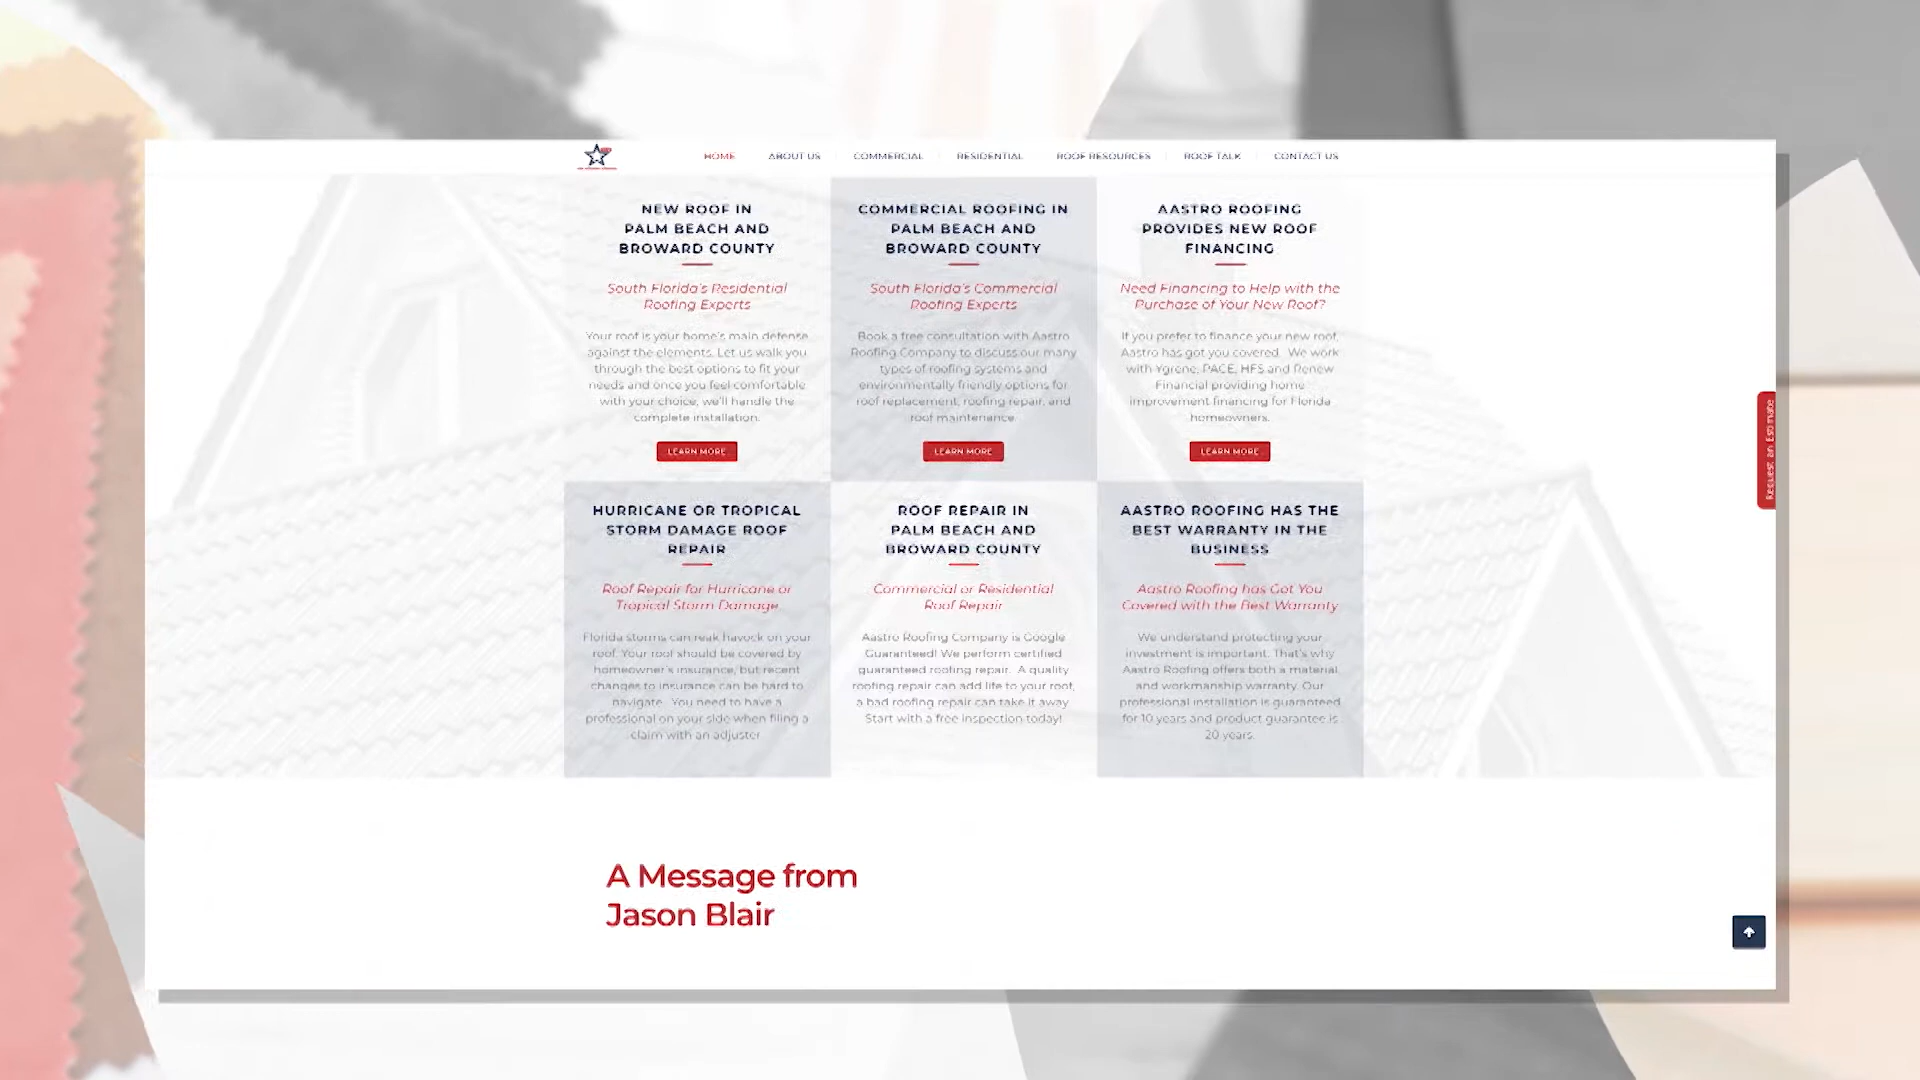 HOME
ABOUT US
COMMERCIAL
RESIDENTIAL
ROOF RESOURCES
ROOF TALK
CONTACT US
NEW ROOF IN
PALM BEACH AND
BROWARD COUNTY
South Florida's Residential
Roofing Experts
Your roof is your home's main defense
against the elements. Let us walk you
through the best options to fit your
needs and once you feel comfortable
with your choice, we'll handle the
complete installation.
LEARN MORE
COMMERCIAL ROOFING IN
PALM BEACH AND
BROWARD COUNTY
South Florida's Commercial
Roofing Experts
Book a free consultation with Aastro
Roofing Company to discuss our many
types of roofing systems and
environmentally friendly options for
roof replacement, roofing repair, and
roof maintenance.
LEARN MORE
AASTRO ROOFING
PROVIDES NEW ROOF
FINANCING
Need Financing to Help with the
Purchase of Your New Roof?
If you prefer to finance your new roof,
Aastro has got you covered. We work
with Ygrene, PACE, HFS and Renew
Financial providing home
improvement financing for Florida
homeowners.
LEARN MORE
HURRICANE OR TROPICAL
STORM DAMAGE ROOF
REPAIR
Roof Repair for Hurricane or
Tropical Storm Damage
Florida storms can reak havock on your
roof. Your roof should be covered by
homeowner's insurance, but recent
changes to insurance can be hard to
navigate. You need to have a
professional on your side when filing a
claim with an adjuster
ROOF REPAIR IN
PALM BEACH AND
BROWARD COUNTY
Commercial or Residential
Roof Repair
Aastro Roofing Company is Google
Guaranteed! We perform certified
guaranteed roofing repair. A quality
roofing repair can add life to your roof,
a bad roofing repair can take it away
Start with a free inspection today!
AASTRO ROOFING HAS THE
BEST WARRANTY IN THE
BUSINESS
Aastro Roofing has Got You
Covered with the Best Warranty
We understand protecting your
investment is important. That's why
Aastro Roofing offers both a material
and workmanship warranty. Our
professional installation is guaranteed
for 10 years and product guarantee is
20 years.
Request an Estimate
A Message from
Jason Blair